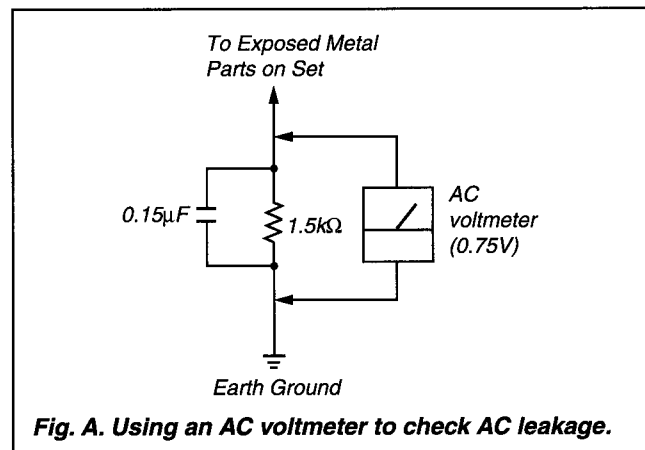 To Exposed Metal
Parts on Set
0.15μF
1.5kΩ
AC
voltmeter
(0.75V)
Earth Ground
Fig. A. Using an AC voltmeter to check AC leakage.